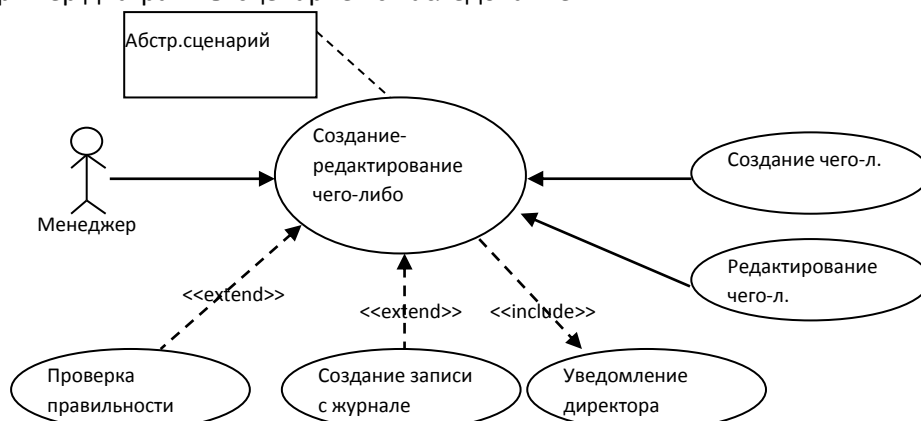 Абстр.сценарий
Создание-
редактирование
чего-либо
Создание чего-л.
Менеджер
Редактирование
чего-л.
<<extend>>
<<extend>>
<<include>>
Проверка
правильности
Создание записи
с журнале
Уведомление
директора